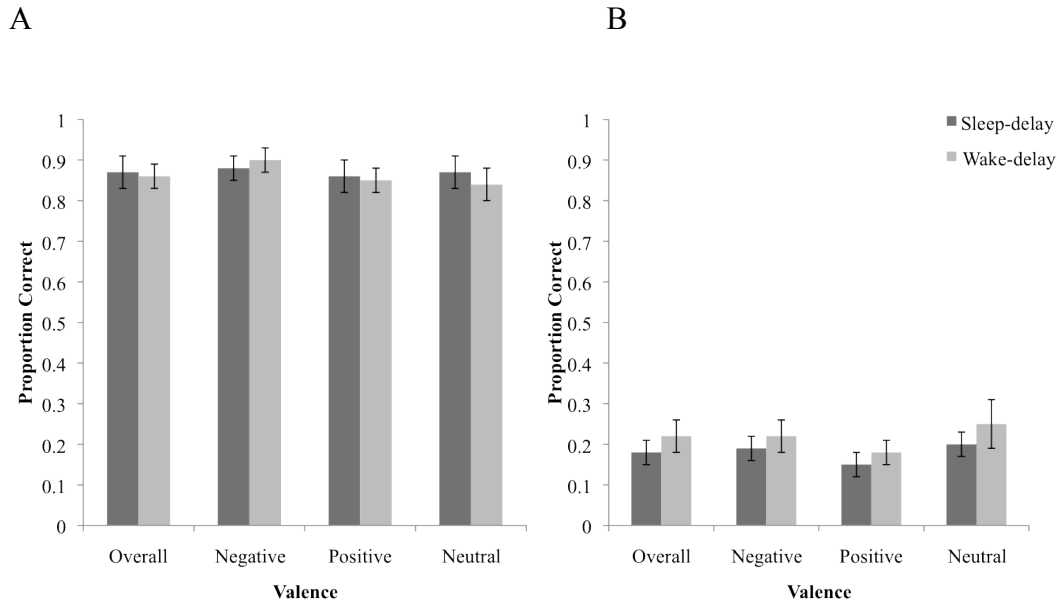 A
B
1
0.9
0.8
0.7
0.6
0.5
0.4
0.3
0.2
0.1
0
Proportion Correct
Overall Negative Positive Neutral
Valence
1
0.9
0.8
0.7
0.6
0.5
0.4
0.3
0.2
0.1
0
Proportion Correct
Overall Negative Positive Neutral
Valence
Sleep-delay
Wake-delay